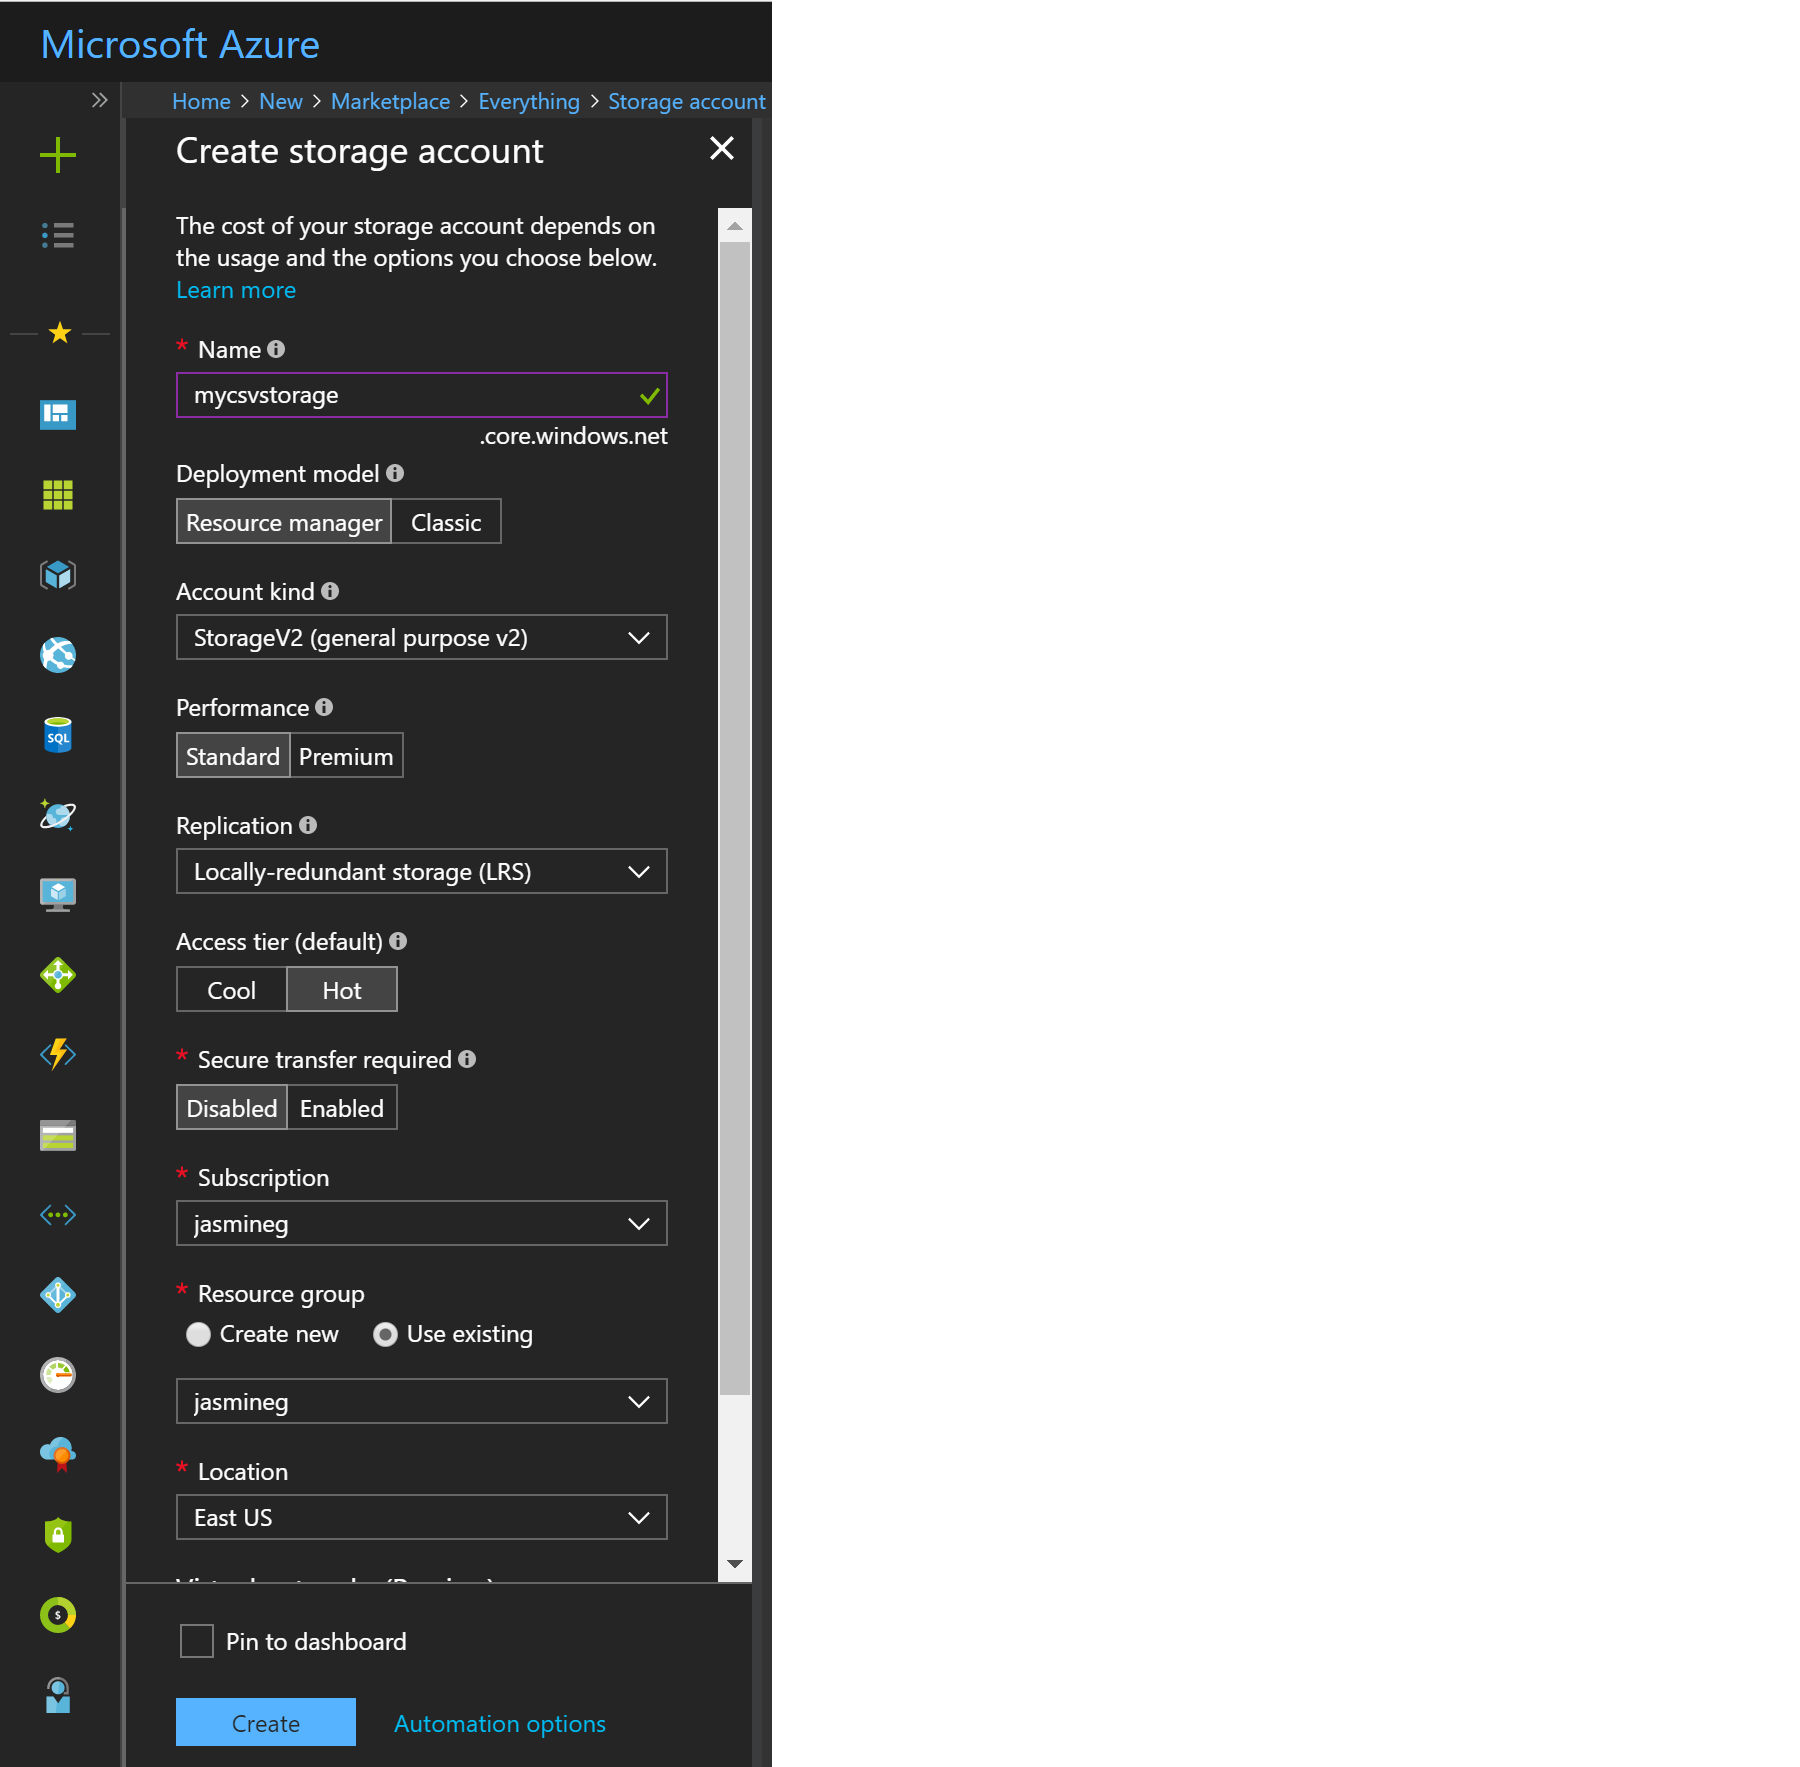 Microsoft Azure
Home > New > Marketplace > Everything > Storage account
Create storage account
The cost of your storage account depends on
the usage and the options you choose below.
Learn more
* Name
mycsvstorage
.core.windows.net
Deployment model
Resource manager Classic
Account kind
StorageV2 (general purpose v2)
Performance
Standard Premium
Replication
Locally-redundant storage (LRS)
Access tier (default)
Cool Hot
* Secure transfer required
Disabled Enabled
* Subscription
jasmineg
* Resource group
Create new Use existing
jasmineg
* Location
East US
Pin to dashboard
Create Automation options
SQL
$